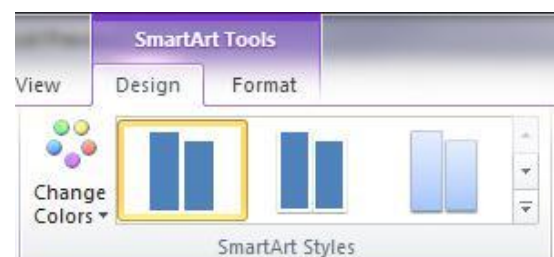 SmartArt Tools
View Design Format
Change
Colors
SmartArt Styles